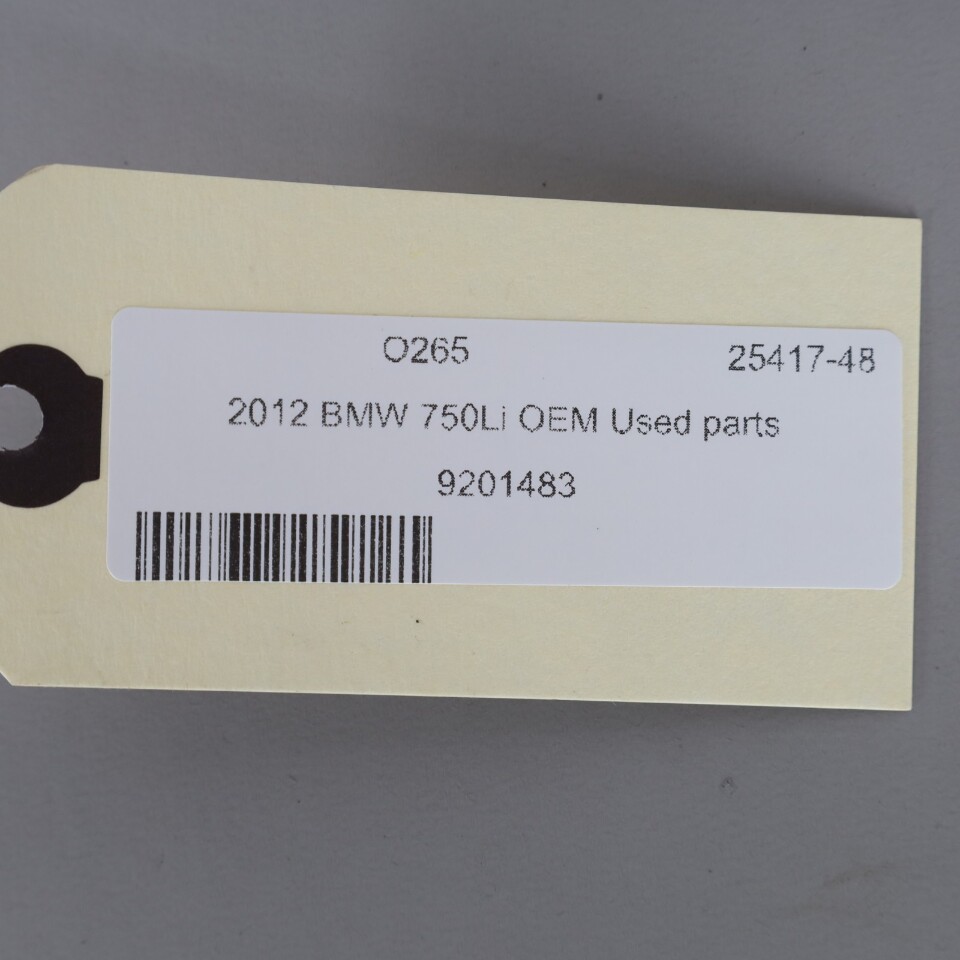 O265 25417-48
2012 BMW 750Li OEM Used parts
9201483